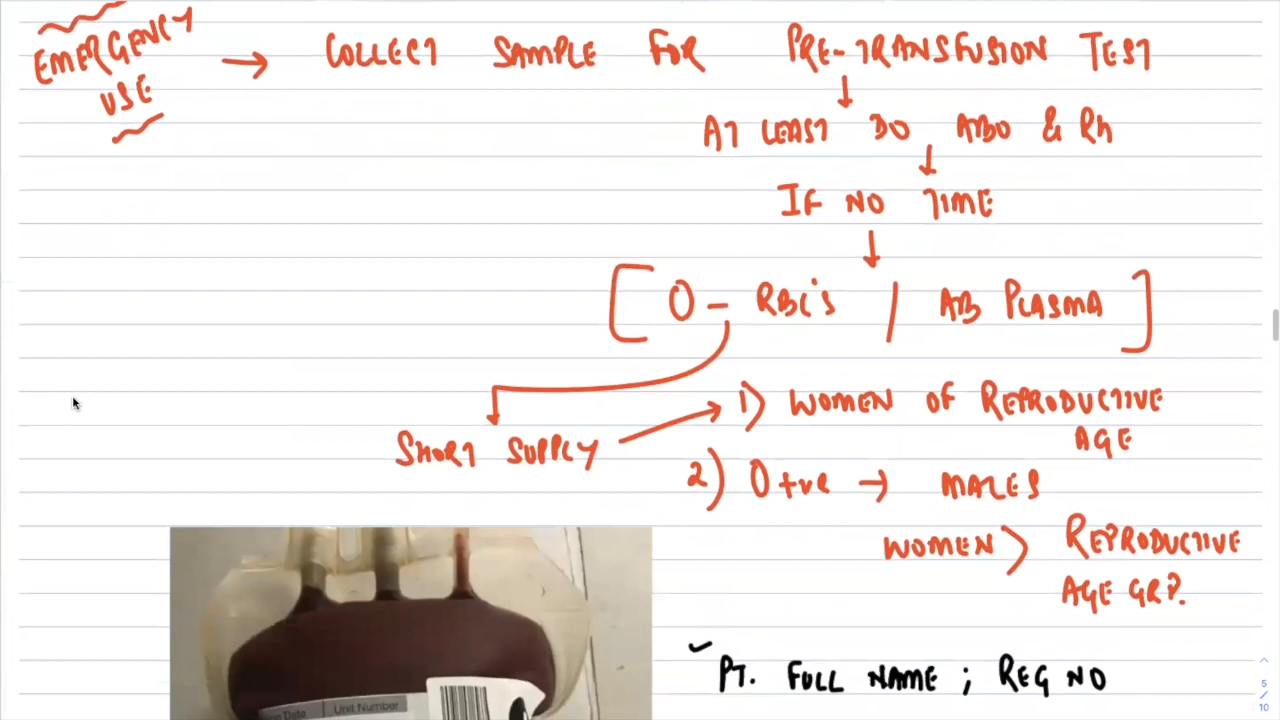 EMERGENCY USE → COLLECT SAMPLE FOR PRE-TRANSFUSION TEST
AT LEAST DO ABO & Rh
IF NO TIME
[ O - RBC's / AB PLASMA ]
SHORT SUPPLY → 1) WOMEN OF REPRODUCTIVE AGE
2) O +ve → MALES
WOMEN > REPRODUCTIVE AGE GRP.
Unit Number
✓ PT. FULL NAME ; REG NO
5
/
10